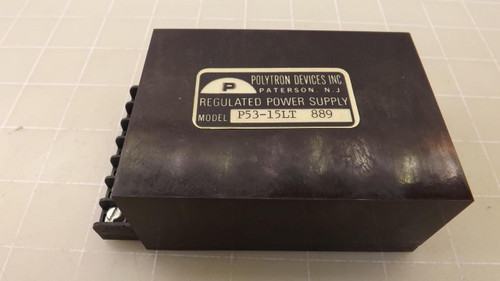 P
POLYTRON DEVICES INC
PATERSON, N.J
REGULATED POWER SUPPLY
MODEL P53-15LT 889